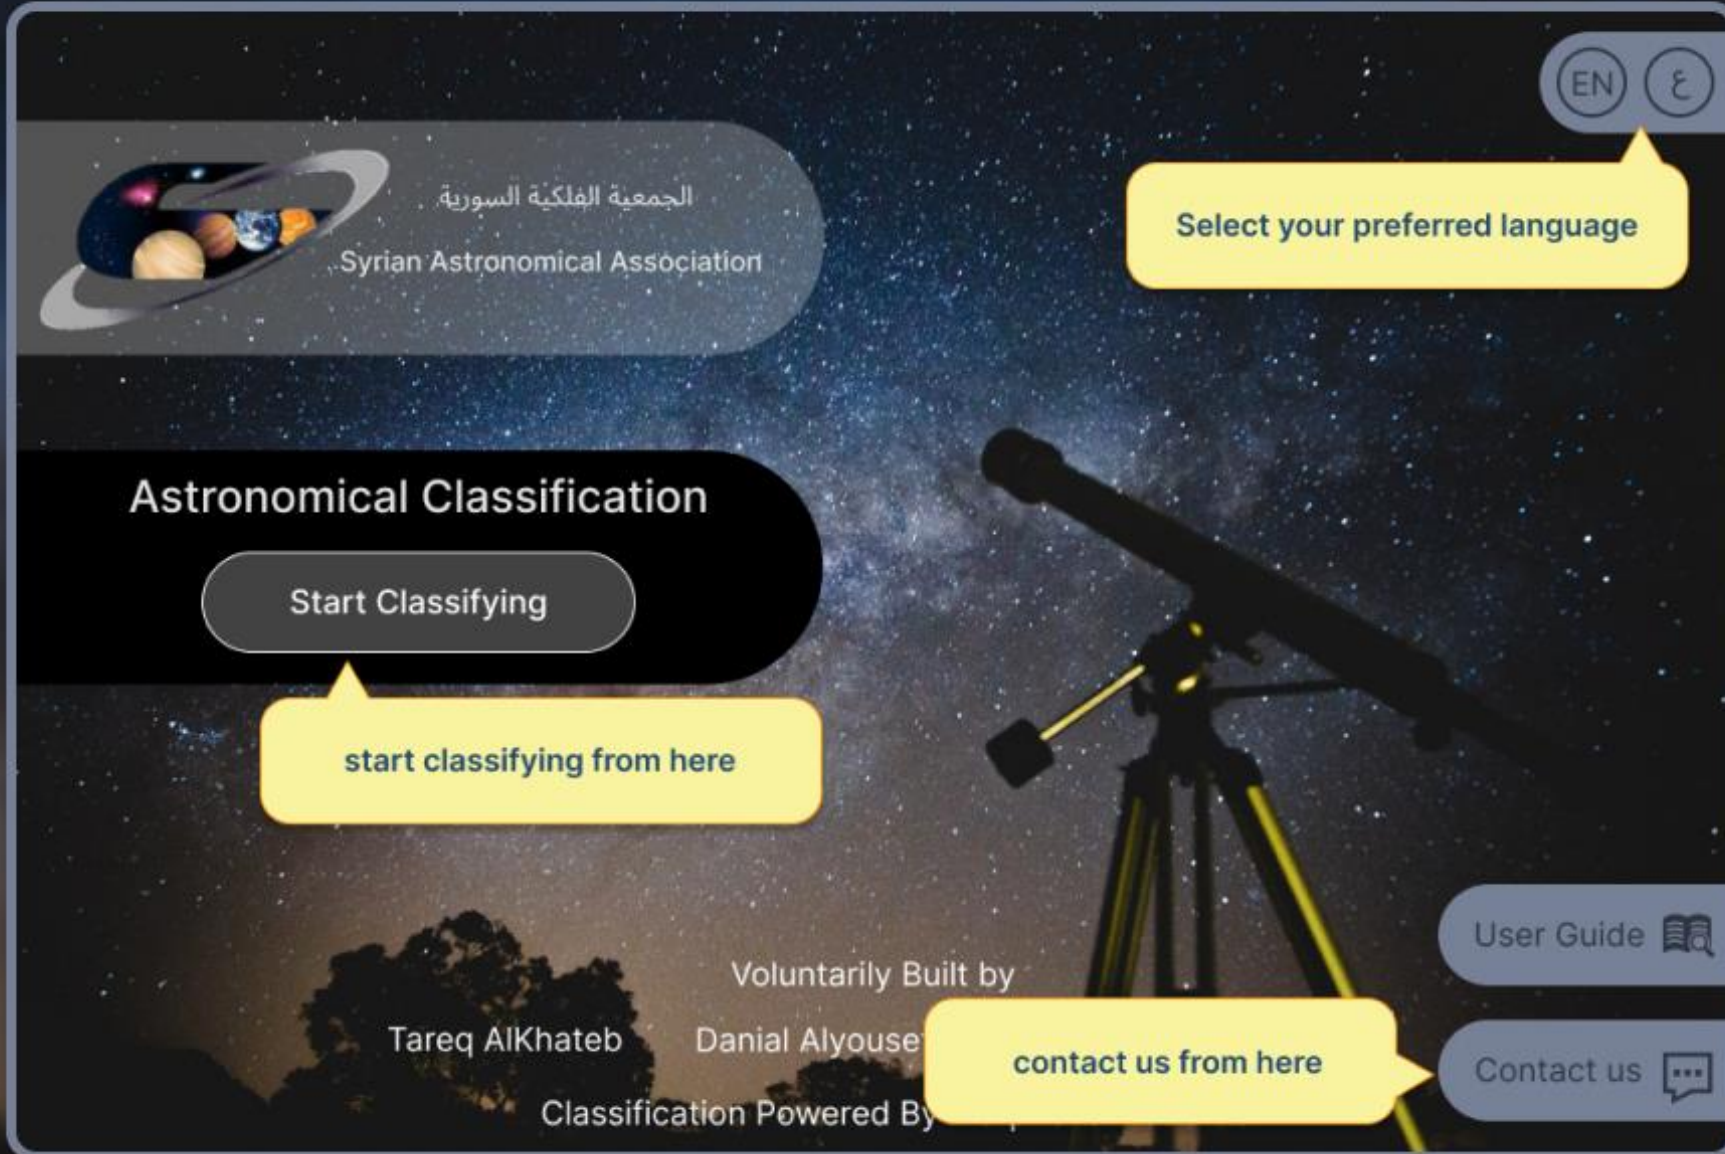 EN ع
الجمعية الفلكية السورية
Select your preferred language
Syrian Astronomical Association
Astronomical Classification
Start Classifying
start classifying from here
User Guide
Voluntarily Built by
Tareq AlKhateb Danial
contact us from here
Contact us
Classification Powered By